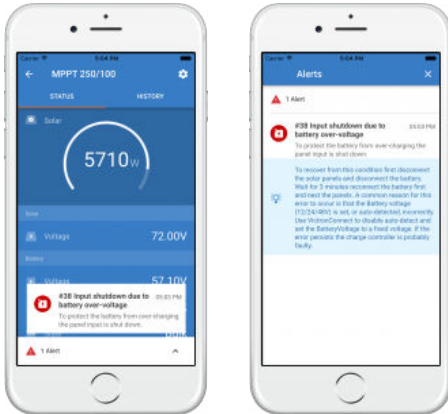 Carrier
5:04 PM
MPPT 250/100
STATUS
HISTORY
Solar
5710W
Solar
Voltage
72.00V
Battery
Voltage
57.10V
#38 Input shutdown due to
battery over-voltage
05:03 PM
To protect the battery from over-charging
the panel input is shut down.
1 Alert
Carrier
5:04 PM
Alerts
1 Alert
#38 Input shutdown due to
battery over-voltage
05:03 PM
To protect the battery from over-charging the
panel input is shut down.
To recover from this condition first disconnect
the solar panels and disconnect the battery.
Wait for 3 minutes reconnect the battery first
and next the panels. A common reason for this
error to occur is that the Battery voltage
(12/24/48V) is set, or auto-detected, incorrectly.
Use VictronConnect to disable auto-detect and
set the BatteryVoltage to a fixed voltage. If the
error persists the charge controller is probably
faulty.